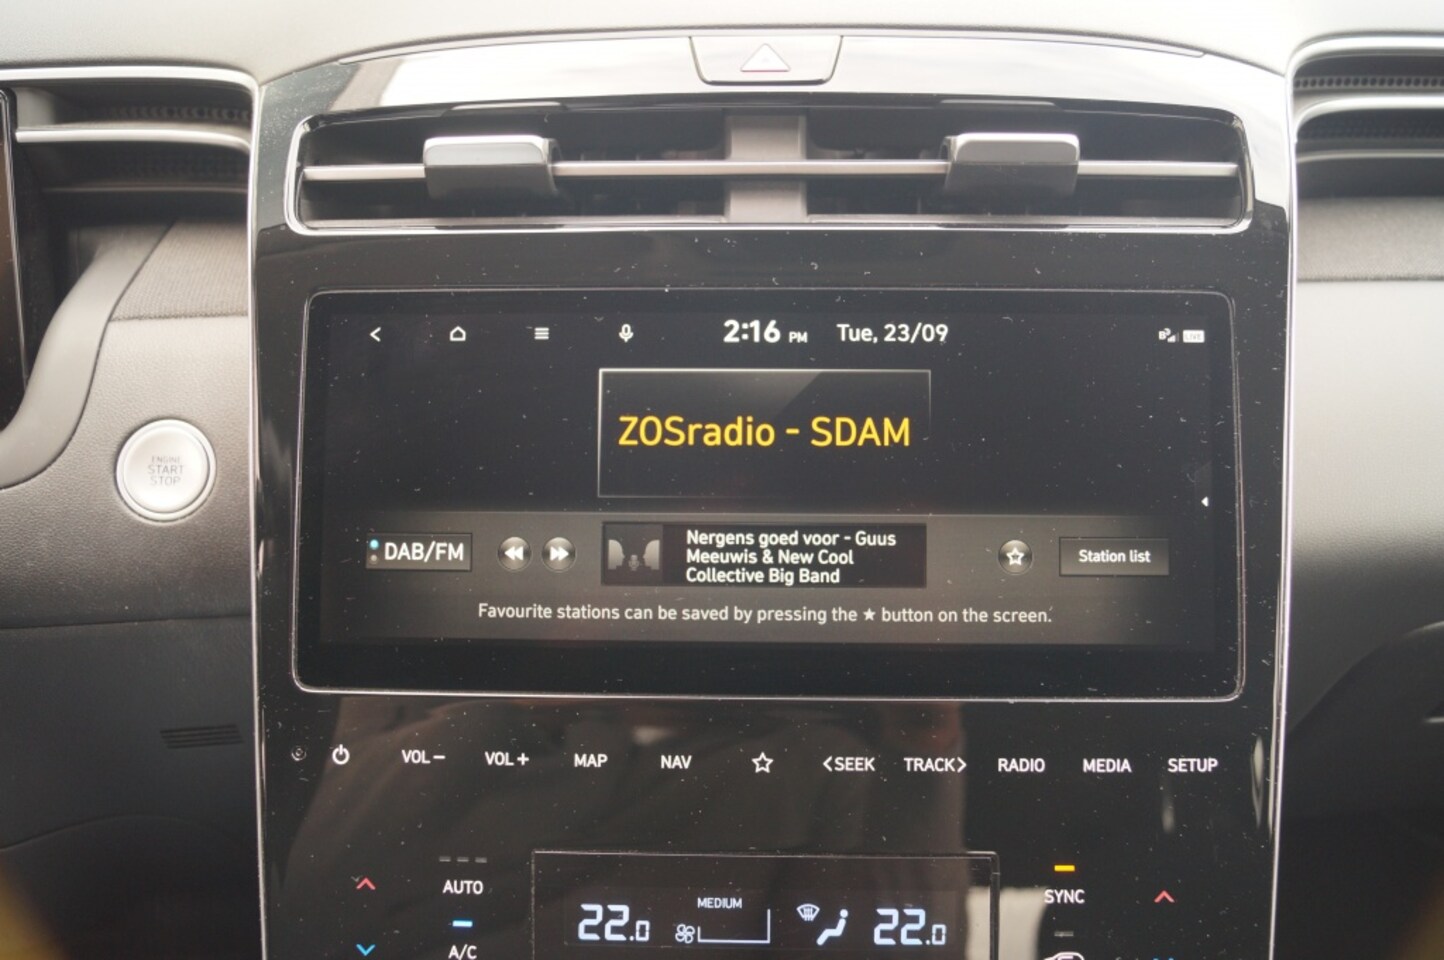 2:16 PM Tue, 23/09
LIVE
ZOSradio - SDAM
ENGINE
START
STOP
DAB/FM
Nergens goed voor - Guus
Meeuwis & New Cool
Collective Big Band
Station list
Favourite stations can be saved by pressing the ★ button on the screen.
VOL− VOL+ MAP NAV ☆ <SEEK TRACK> RADIO MEDIA SETUP
AUTO
MEDIUM
SYNC
22.0 22.0
A/C